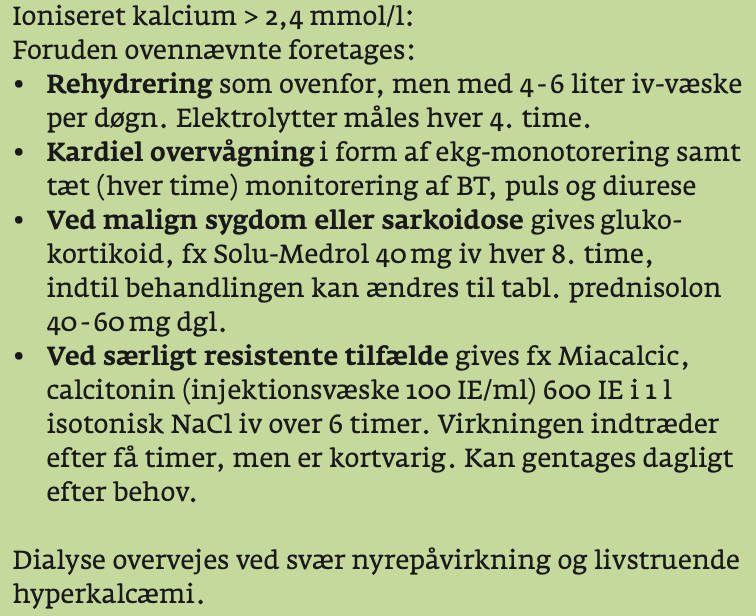 Ioniseret kalcium > 2,4 mmol/l:
Foruden ovennævnte foretages:
• Rehydrering som ovenfor, men med 4-6 liter iv-væske
per døgn. Elektrolytter måles hver 4. time.
• Kardiel overvågning i form af ekg-monotorering samt
tæt (hver time) monitorering af BT, puls og diurese
• Ved malign sygdom eller sarkoidose gives gluko-
kortikoid, fx Solu-Medrol 40 mg iv hver 8. time,
indtil behandlingen kan ændres til tabl. prednisolon
40-60 mg dgl.
• Ved særligt resistente tilfælde gives fx Miacalcic,
calcitonin (injektionsvæske 100 IE/ml) 600 IE i 1 l
isotonisk NaCl iv over 6 timer. Virkningen indtræder
efter få timer, men er kortvarig. Kan gentages dagligt
efter behov.
Dialyse overvejes ved svær nyrepåvirkning og livstruende
hyperkalcæmi.